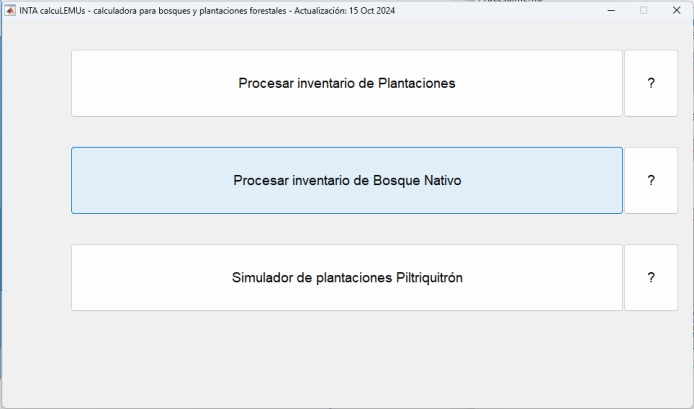 INTA calcuLEMUs - calculadora para bosques y plantaciones forestales - Actualización: 15 Oct 2024
Procesar inventario de Plantaciones
?
Procesar inventario de Bosque Nativo
?
Simulador de plantaciones Piltriquitrón
?